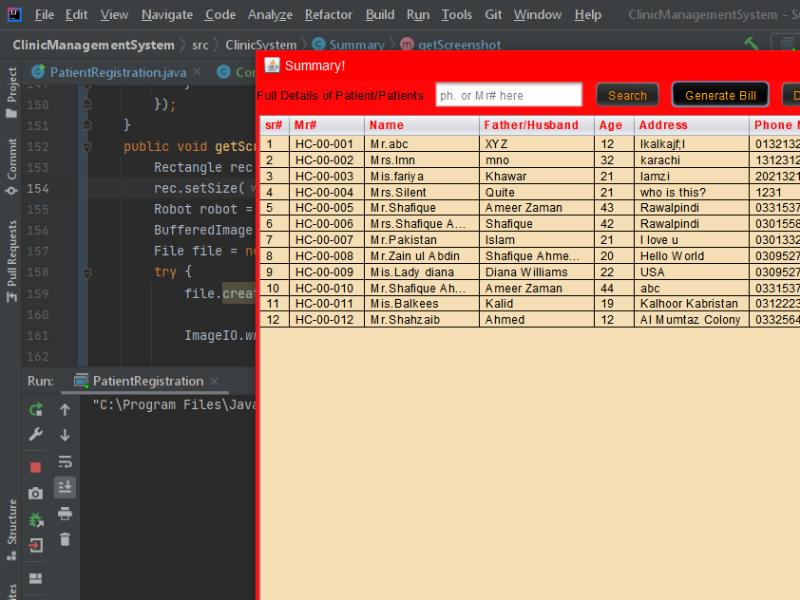 File Edit View Navigate Code Analyze Refactor Build Run Tools Git Window Help ClinicManagementSystem - S
ClinicManagementSystem src ClinicSystem Summary getScreenshot
PatientRegistration.java Co
Project
Commit
Pull Requests
Structure
150 });
151 }
152 public void getSc
153 Rectangle rec
154 rec.setSize(
155 Robot robot =
156 BufferedImage
157 File file = ne
158 try {
159 file.creat
160
161 ImageIO.wr
162
Run: PatientRegistration
"C:\Program Files\Java
Summary!
Full Details of Patient/Patients ph. or Mr# here Search Generate Bill D
sr# Mr# Name Father/Husband Age Address Phone N
1 HC-00-001 Mr.abc XYZ 12 lkalkajf;l 0132132
2 HC-00-002 Mrs.lmn mno 32 karachi 1312312
3 HC-00-003 Mis.fariya Khawar 21 lamzi 2021321
4 HC-00-004 Mrs.Silent Quite 21 who is this? 1231
5 HC-00-005 Mr.Shafique Ameer Zaman 43 Rawalpindi 0331537
6 HC-00-006 Mrs.Shafique A... Shafique 42 Rawalpindi 0301558
7 HC-00-007 Mr.Pakistan Islam 21 I love u 0301332
8 HC-00-008 Mr.Zain ul Abdin Shafique Ahme... 20 Hello World 0309527
9 HC-00-009 Mis.Lady diana Diana Williams 22 USA 0309527
10 HC-00-010 Mr.Shafique Ah... Ameer Zaman 44 abc 0331537
11 HC-00-011 Mis.Balkees Kalid 19 Kalhoor Kabristan 0312223
12 HC-00-012 Mr.Shahzaib Ahmed 12 Al Mumtaz Colony 0332564